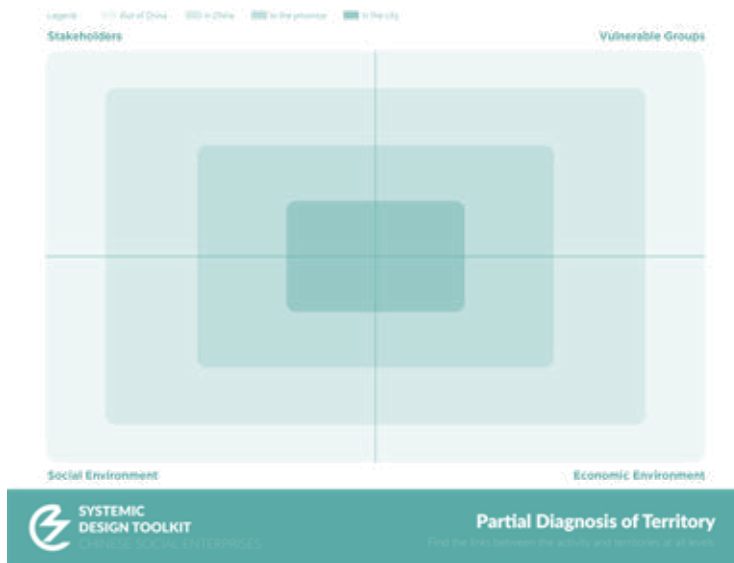 Legend Out of China In China In the province In the city
Stakeholders Vulnerable Groups
Social Environment Economic Environment
SYSTEMIC
DESIGN TOOLKIT Partial Diagnosis of Territory
CHINESE SOCIAL ENTERPRISES
Find the links between the activity and territories at all levels